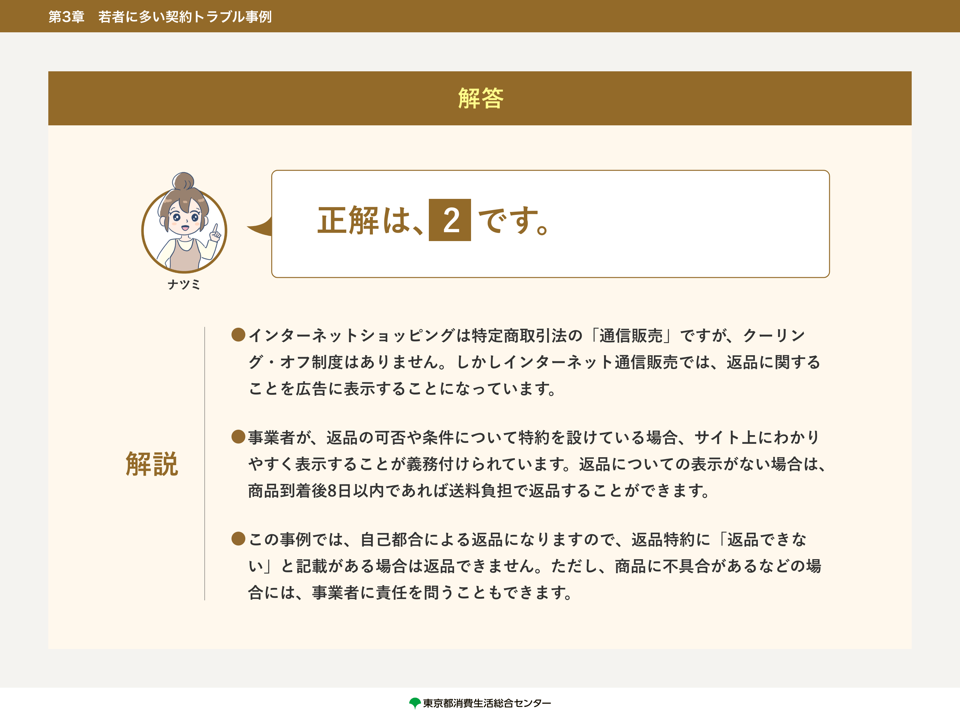 第3章　若者に多い契約トラブル事例
解答
正解は、2です。
ナツミ
解説
●インターネットショッピングは特定商取引法の「通信販売」ですが、クーリン
グ・オフ制度はありません。しかしインターネット通信販売では、返品に関する
ことを広告に表示することになっています。
●事業者が、返品の可否や条件について特約を設けている場合、サイト上にわかり
やすく表示することが義務付けられています。返品についての表示がない場合は、
商品到着後8日以内であれば送料負担で返品することができます。
●この事例では、自己都合による返品になりますので、返品特約に「返品できな
い」と記載がある場合は返品できません。ただし、商品に不具合があるなどの場
合には、事業者に責任を問うこともできます。
東京都消費生活総合センター